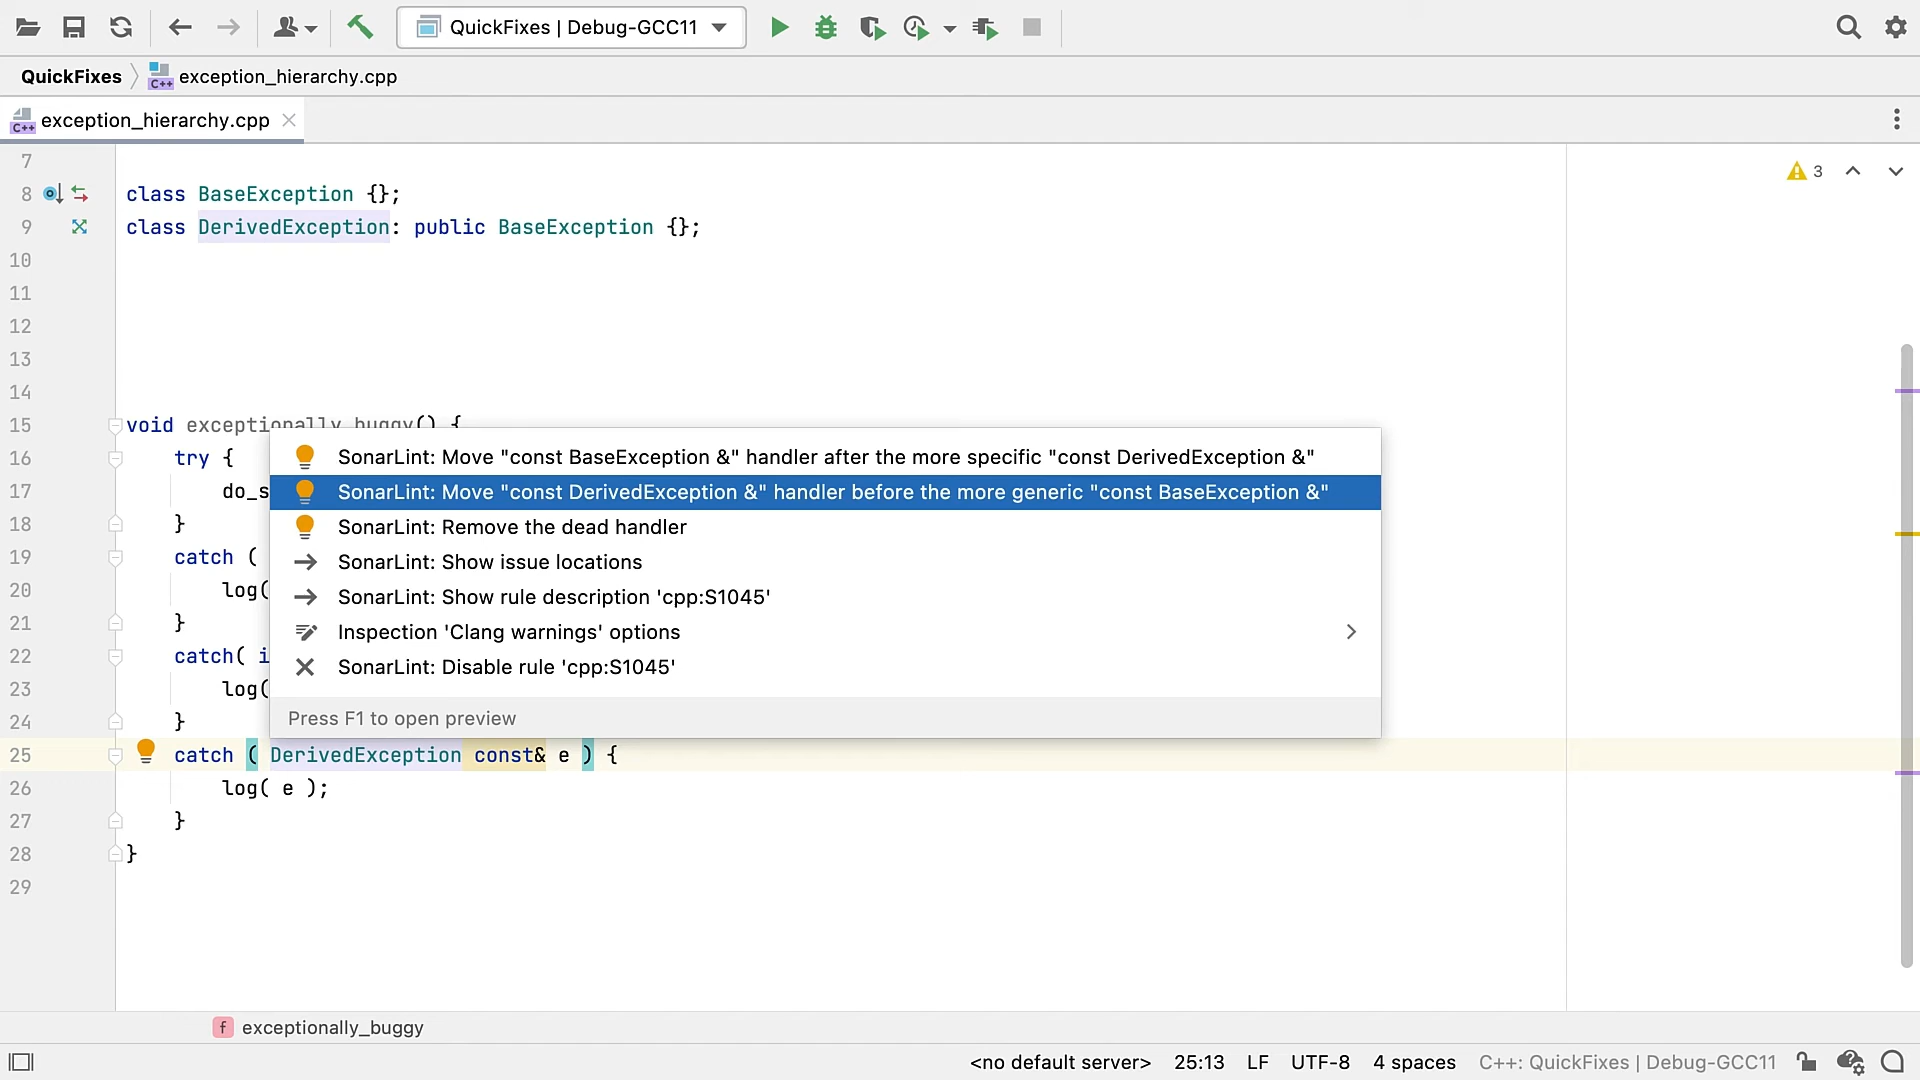 QuickFixes | Debug-GCC11
QuickFixes exception_hierarchy.cpp
exception_hierarchy.cpp
3
7
8 class BaseException {};
9 class DerivedException: public BaseException {};
10
11
12
13
14
15 void exceptionally_buggy() {
16 try {
17 do_s
18 }
19 catch (
20 log(
21 }
22 catch( i
23 log(
24 }
SonarLint: Move "const BaseException &" handler after the more specific "const DerivedException &"
SonarLint: Move "const DerivedException &" handler before the more generic "const BaseException &"
SonarLint: Remove the dead handler
SonarLint: Show issue locations
SonarLint: Show rule description 'cpp:S1045'
Inspection 'Clang warnings' options
SonarLint: Disable rule 'cpp:S1045'
Press F1 to open preview
25 catch ( DerivedException const& e ) {
26 log( e );
27 }
28 }
29
f exceptionally_buggy
<no default server> 25:13 LF UTF-8 4 spaces C++: QuickFixes | Debug-GCC11